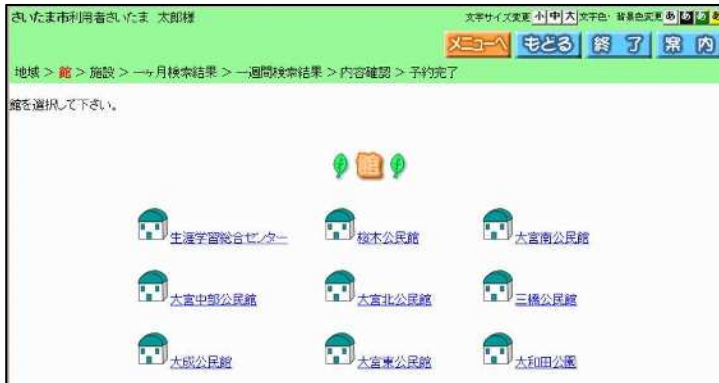 さいたま市利用者さいたま 太郎様
文字サイズ変更 小 中 大 文字色・背景色変更 あ あ あ あ
メニューへ もどる 終了 案内
地域 > 館 > 施設 > 一ヶ月検索結果 > 一週間検索結果 > 内容確認 > 予約完了
館を選択して下さい。
館
生涯学習総合センター 桜木公民館 大宮南公民館
大宮中部公民館 大宮北公民館 三橋公民館
大成公民館 大宮東公民館 大和田公園